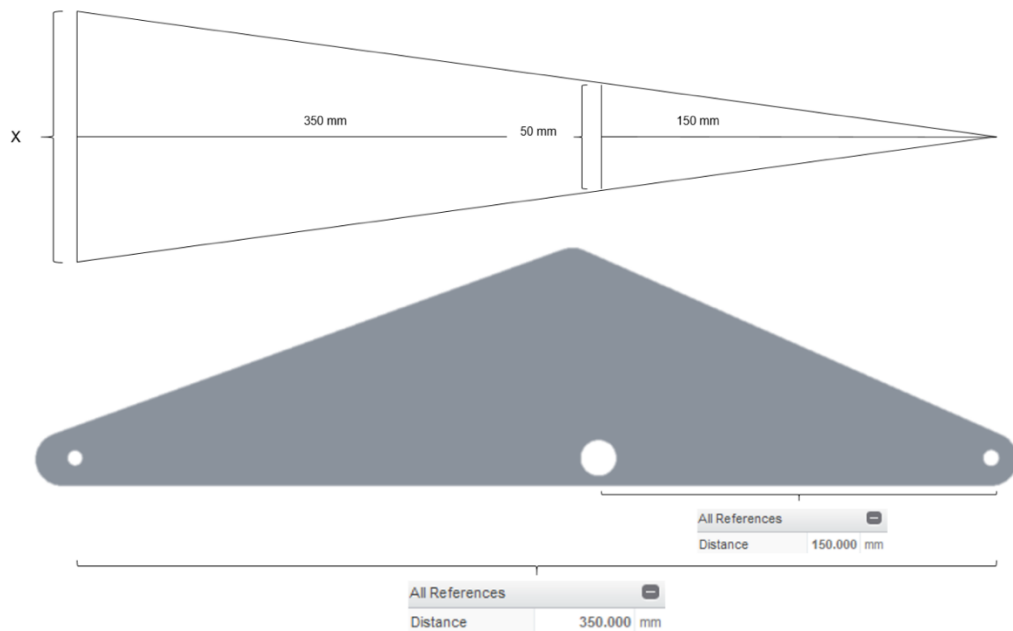 350 mm
150 mm
X
50 mm
All References
Distance 150.000 mm
All References
Distance 350.000 mm